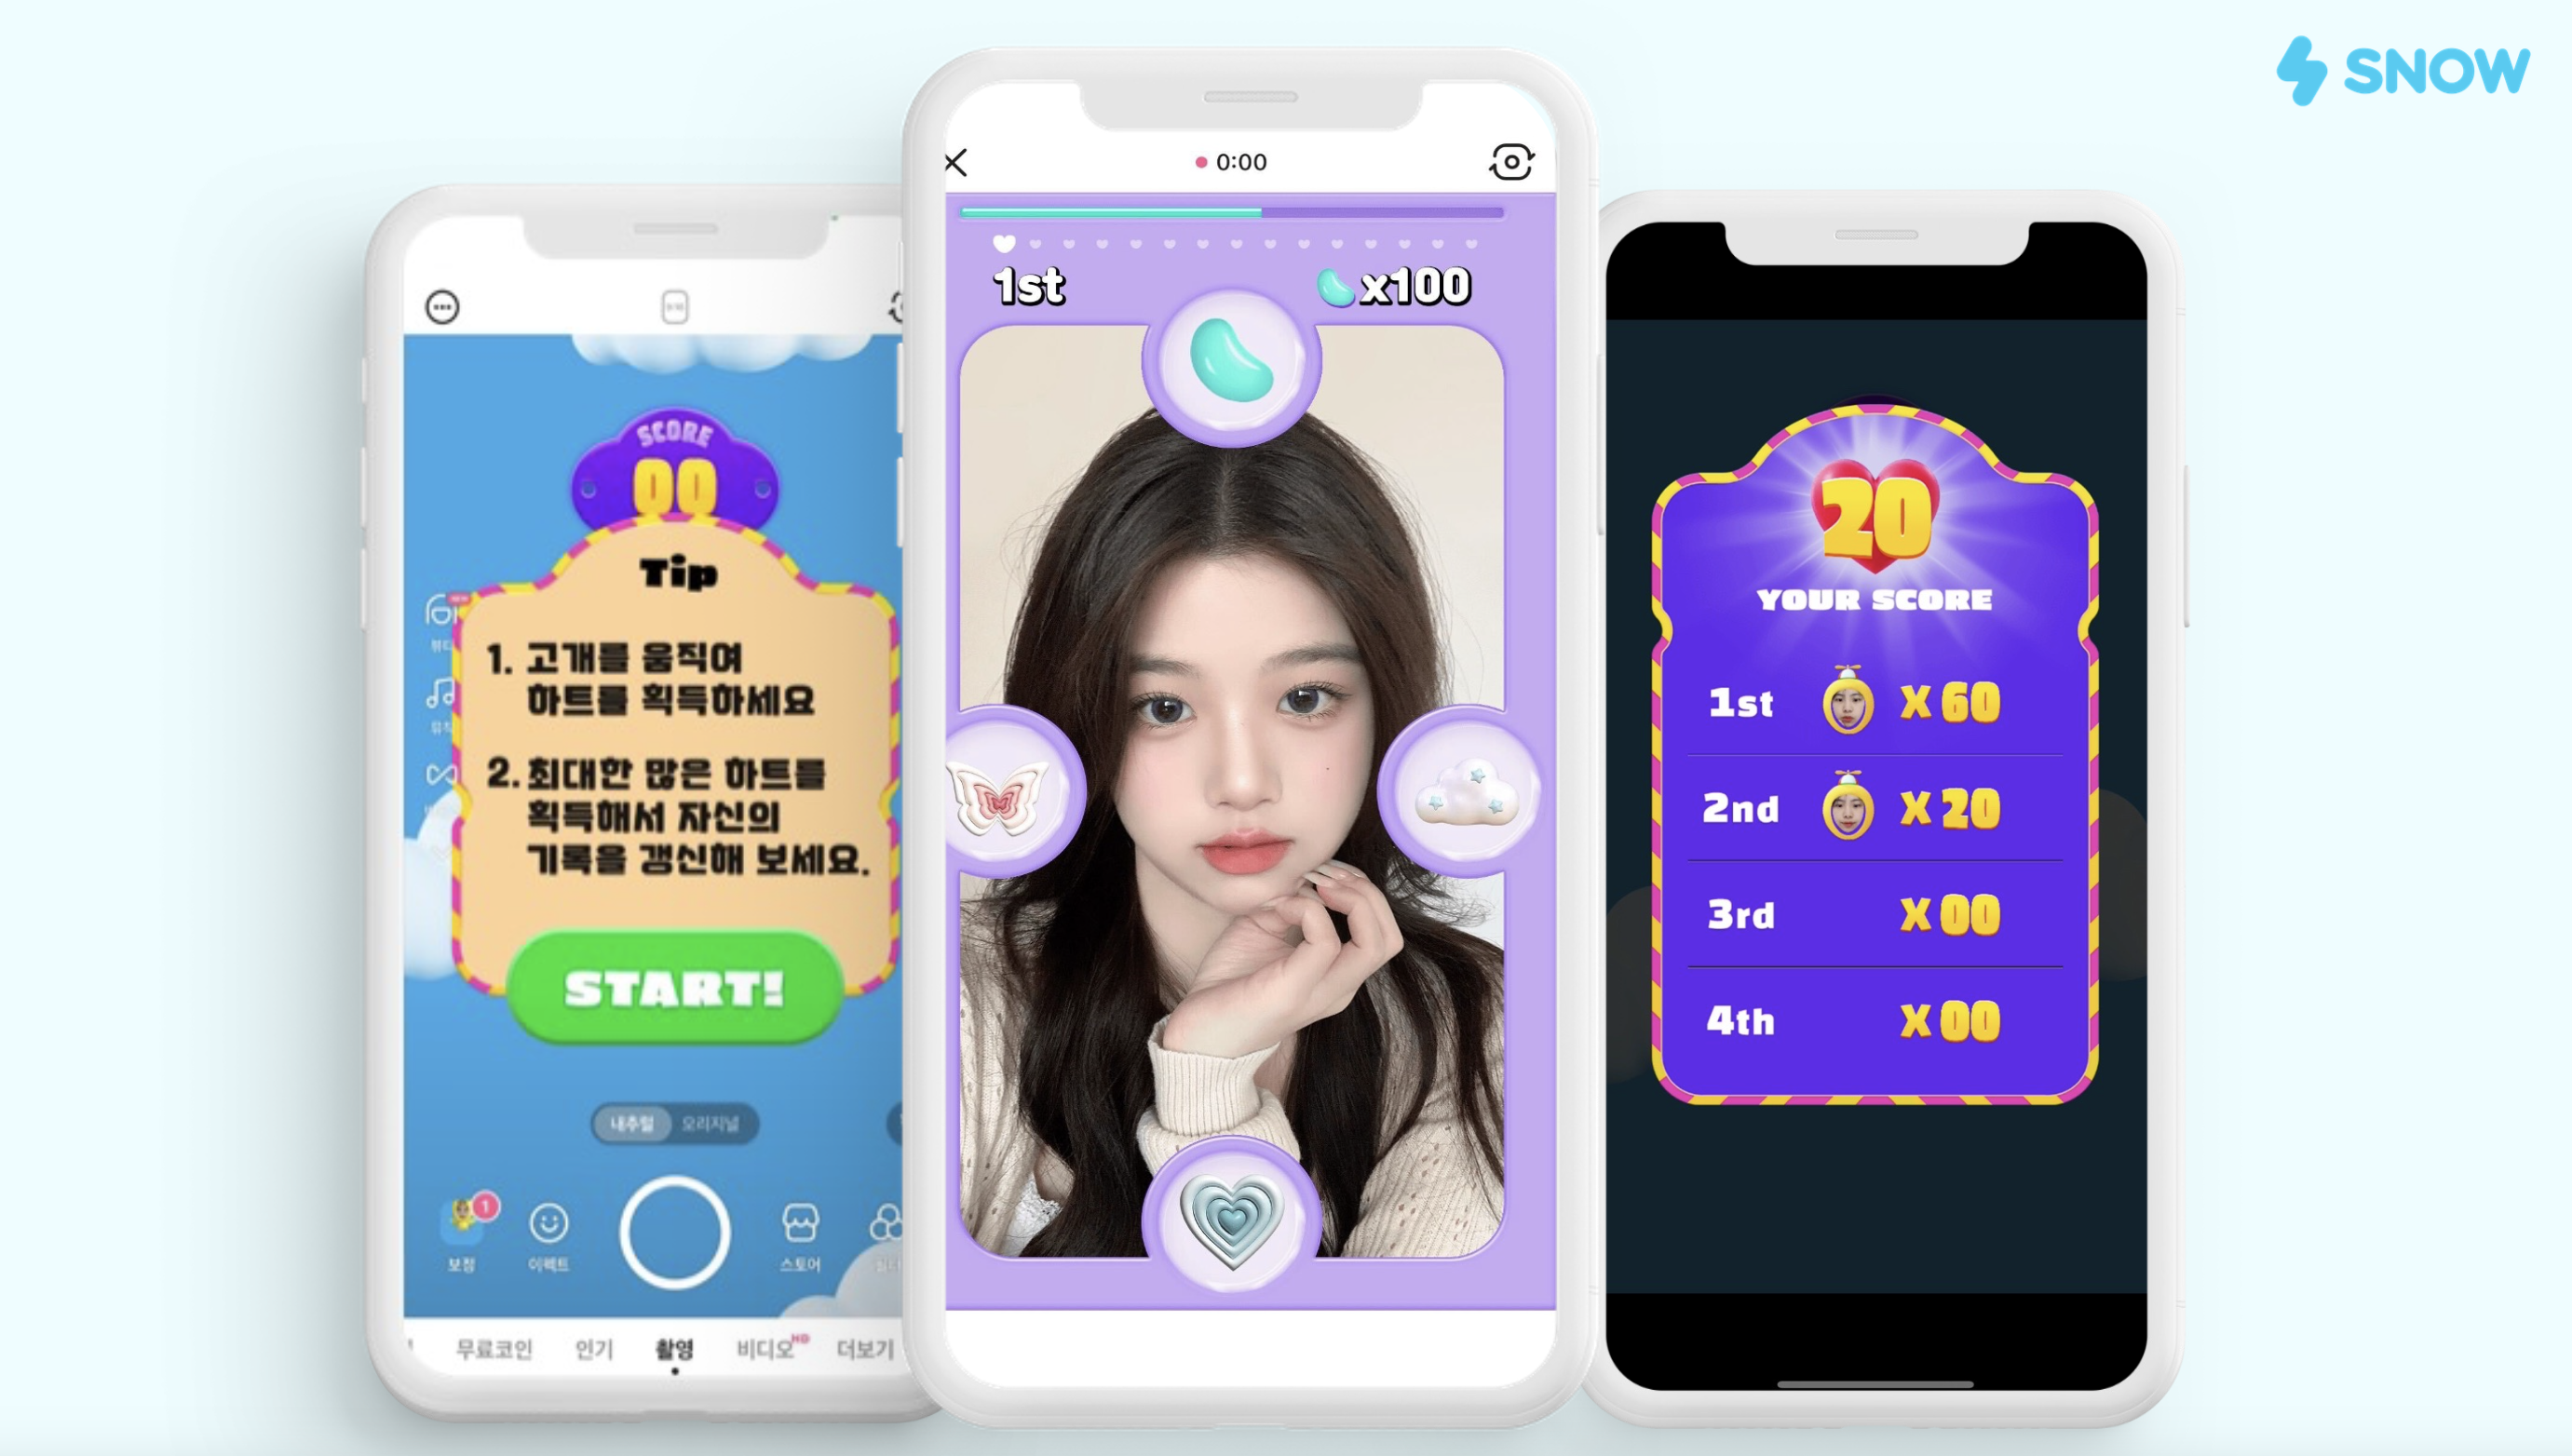 SNOW
SCORE
00
Tip
1. 고개를 움직여
하트를 획득하세요
2. 최대한 많은 하트를
획득해서 자신의
기록을 갱신해 보세요.
START!
내추럴 오리지널
1
보정 이펙트 스토어
무료코인 인기 촬영 비디오 HD 더보기
0:00
1st x100
20
YOUR SCORE
1st X 60
2nd X 20
3rd X 00
4th X 00